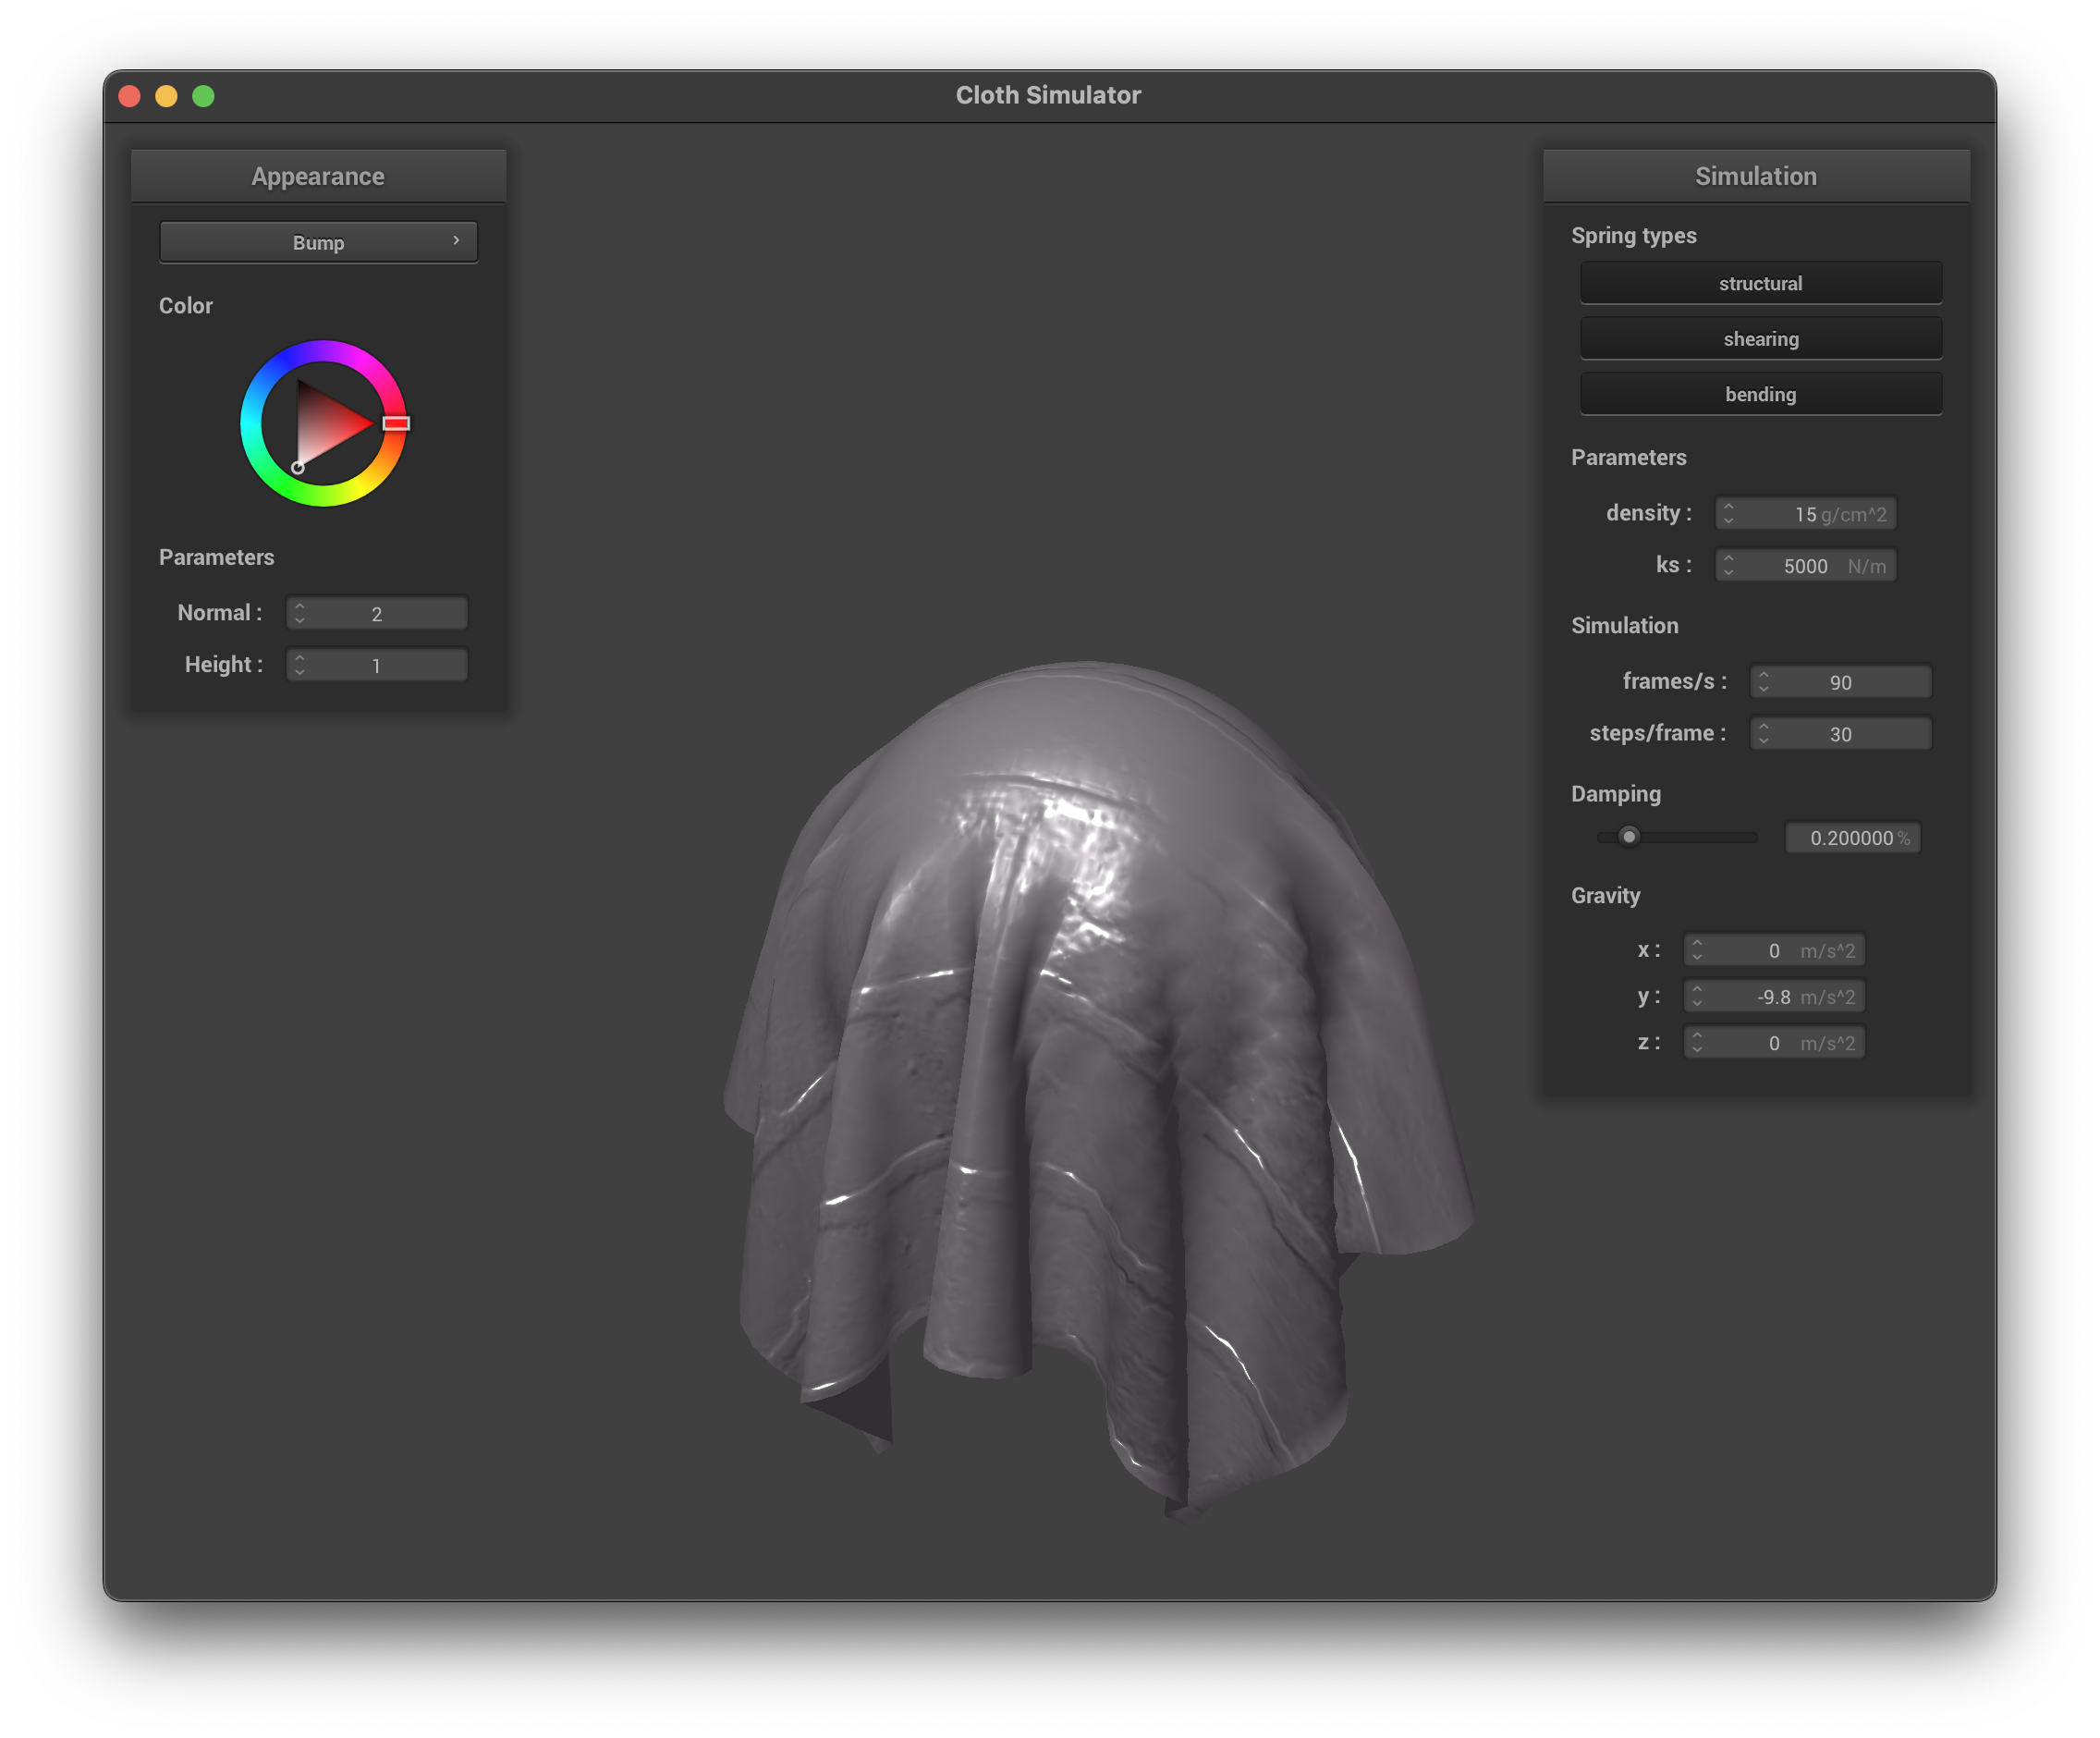 Cloth Simulator
Appearance
Bump
Color
Parameters
Normal : 2
Height : 1
Simulation
Spring types
structural
shearing
bending
Parameters
density : 15 g/cm^2
ks : 5000 N/m
Simulation
frames/s : 90
steps/frame : 30
Damping
0.200000 %
Gravity
x : 0 m/s^2
y : -9.8 m/s^2
z : 0 m/s^2